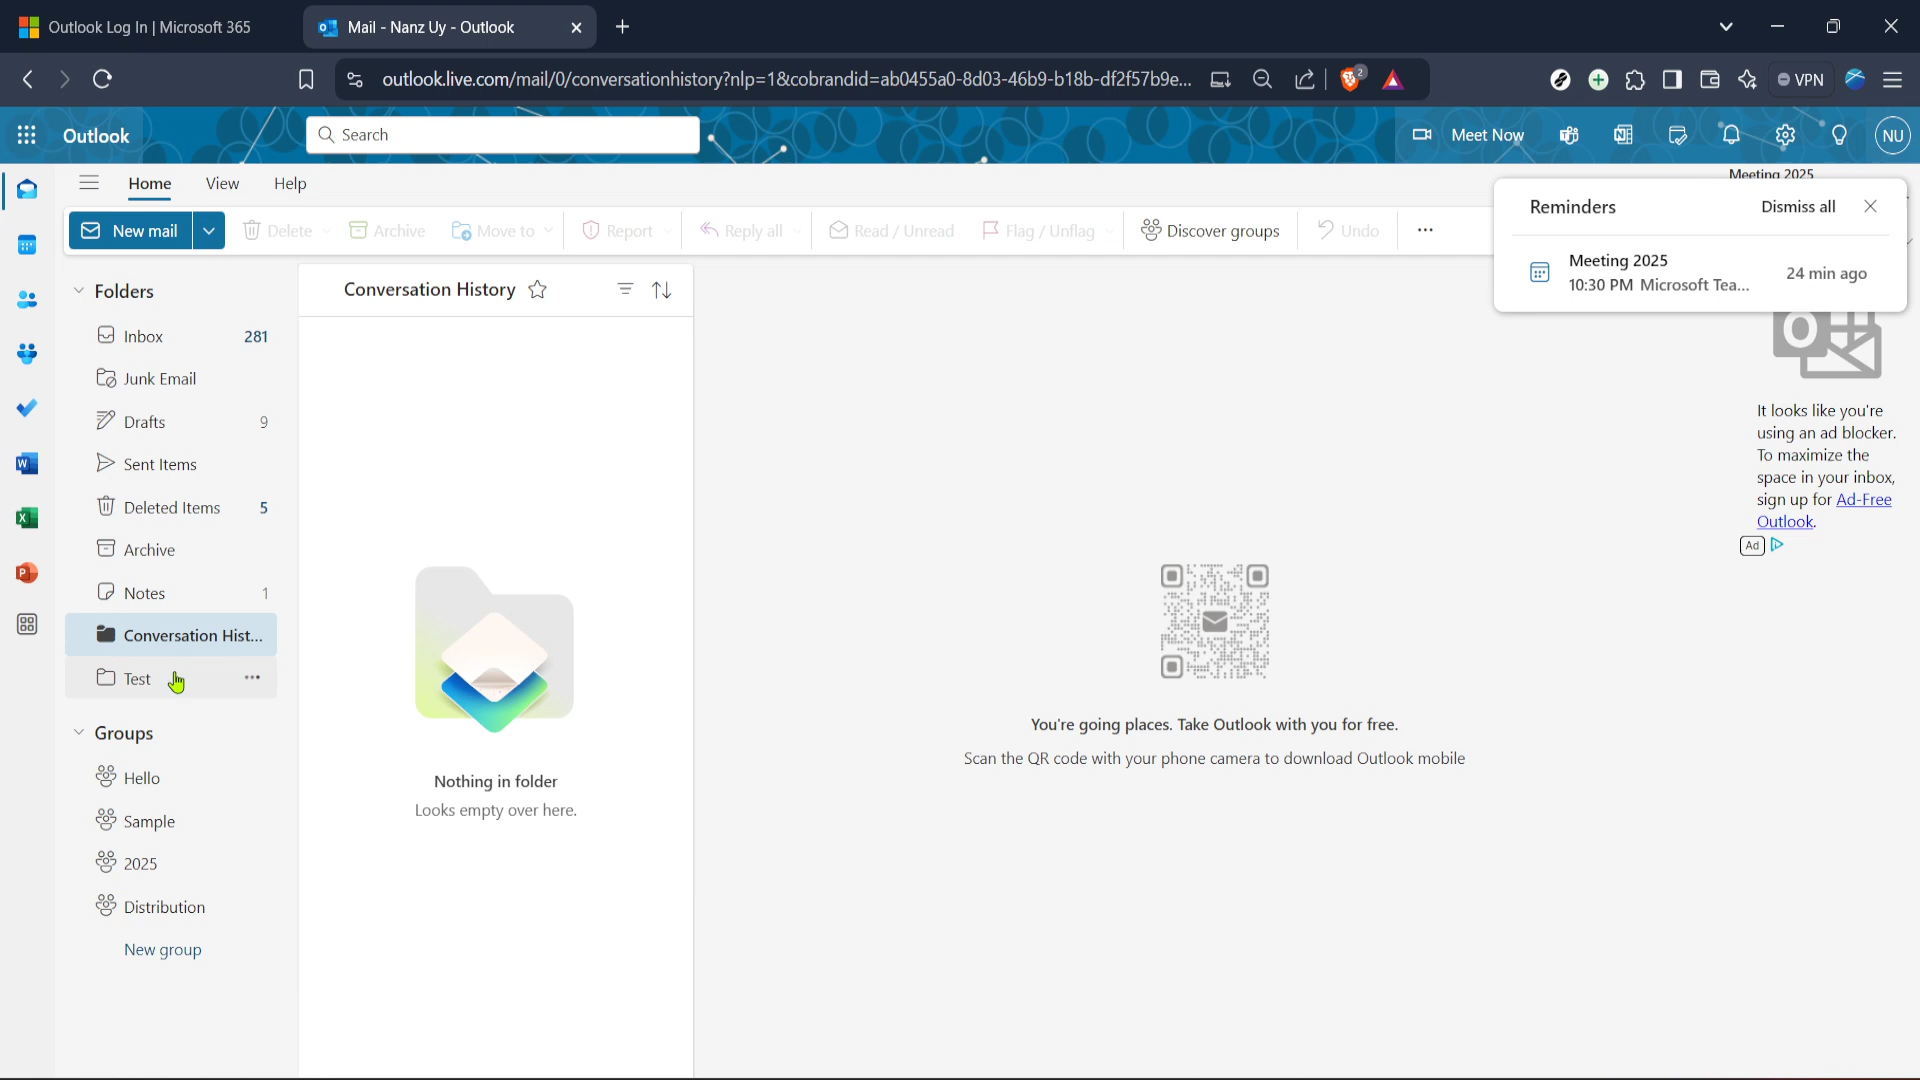 Outlook Log In | Microsoft 365
Mail - Nanz Uy - Outlook
outlook.live.com/mail/0/conversationhistory?nlp=1&cobrandid=ab0455a0-8d03-46b9-b18b-df2f57b9e...
2
VPN
Outlook
Search
Meet Now
NU
Home
View
Help
Meeting 2025
New mail
Delete
Archive
Move to
Report
Reply all
Read / Unread
Flag / Unflag
Discover groups
Undo
Reminders
Dismiss all
Meeting 2025
10:30 PM Microsoft Tea...
24 min ago
Folders
Inbox 281
Junk Email
Drafts 9
Sent Items
Deleted Items 5
Archive
Notes 1
Conversation Hist...
Test
Groups
Hello
Sample
2025
Distribution
New group
Conversation History
Nothing in folder
Looks empty over here.
You're going places. Take Outlook with you for free.
Scan the QR code with your phone camera to download Outlook mobile
It looks like you're
using an ad blocker.
To maximize the
space in your inbox,
sign up for Ad-Free
Outlook.
Ad